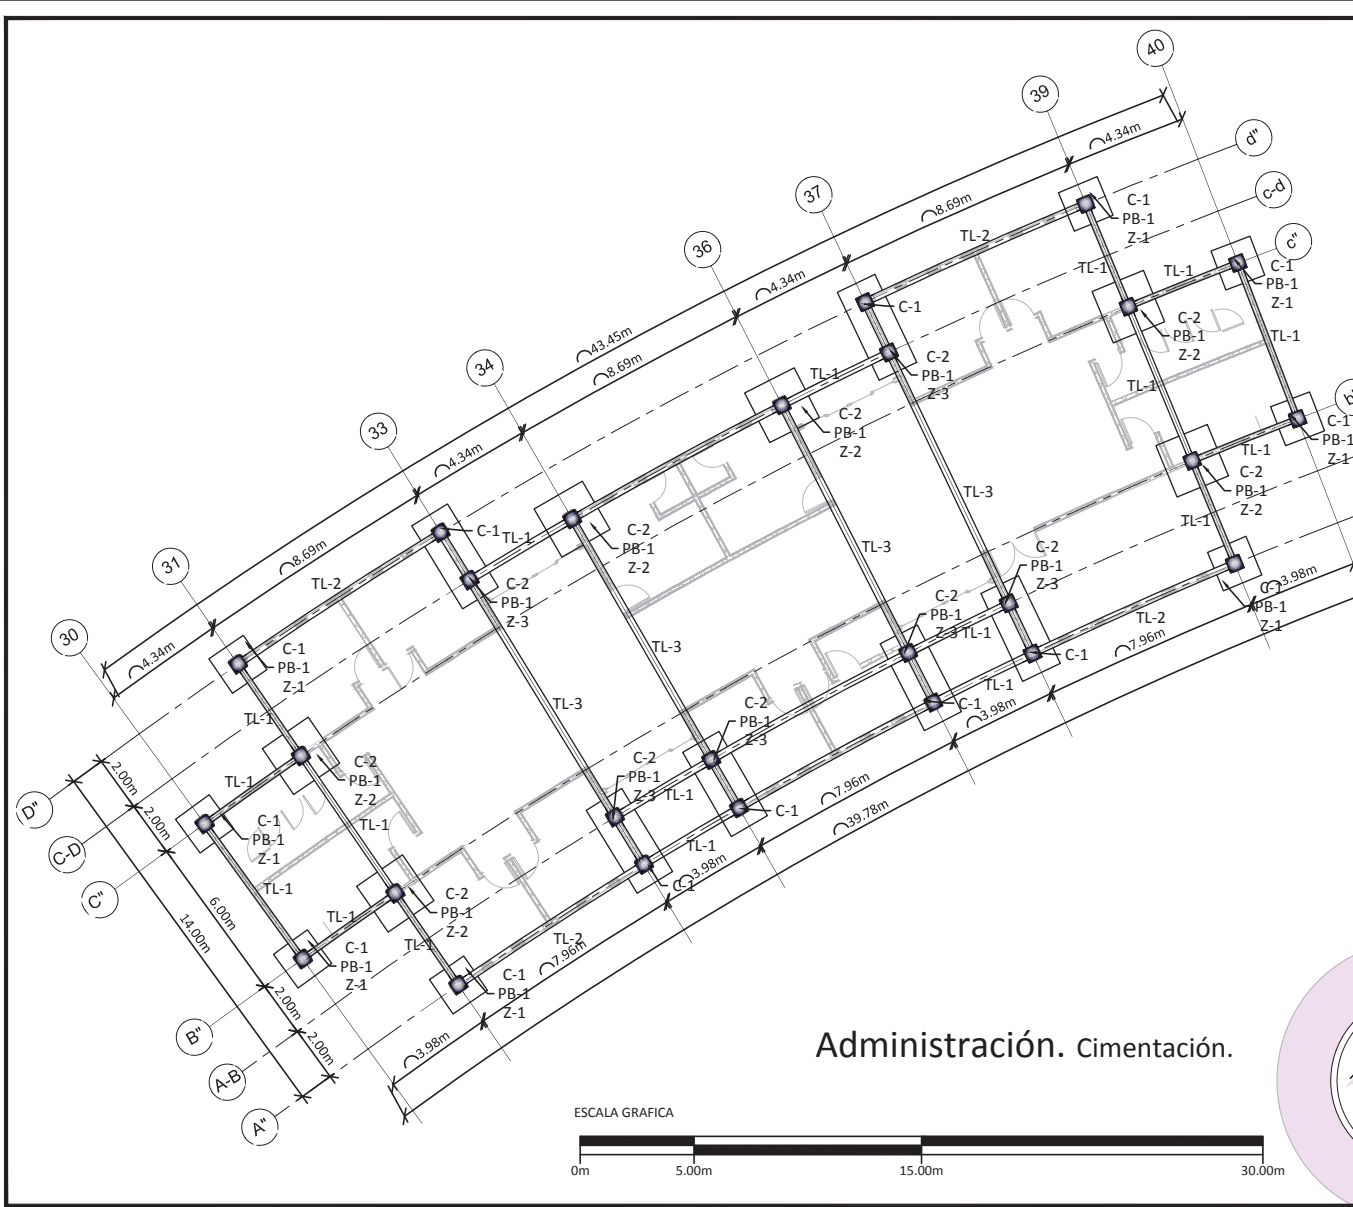 40
39
4.34m
d"
8.69m
37
c-d
C-1
PB-1
Z-1
TL-2
36
c"
4.34m
TL-1
TL-1
C-1
PB-1
Z-1
43.45m
C-1
C-2
PB-1
Z-2
TL-1
34
8.69m
C-2
PB-1
Z-3
TL-1
TL-1
C-2
PB-1
Z-2
C-1
PB-1
Z-1
33
4.34m
TL-1
C-2
PB-1
Z-2
TL-3
C-1
TL-1
C-2
PB-1
Z-2
TL-1
31
8.69m
TL-3
C-2
PB-1
Z-3
TL-2
C-2
PB-1
Z-3
3.98m
C-1
PB-1
Z-1
30
4.34m
C-1
PB-1
Z-1
TL-3
C-2
PB-1
Z-3
TL-1
C-1
TL-2
7.96m
TL-1
TL-3
C-2
PB-1
Z-3
TL-1
C-1
3.98m
2.00m
TL-1
C-2
PB-1
Z-2
C-2
PB-1
Z-3
TL-1
7.96m
D"
2.00m
C-1
PB-1
Z-1
TL-1
C-1
39.78m
C-D
TL-1
TL-1
C-1
3.98m
C"
14.00m
6.00m
TL-1
C-2
PB-1
Z-2
TL-2
7.96m
C-1
PB-1
Z-1
TL-1
C-1
PB-1
Z-1
B"
2.00m
2.00m
3.98m
A-B
A"
Administración. Cimentación.
ESCALA GRAFICA
0m 5.00m 15.00m 30.00m